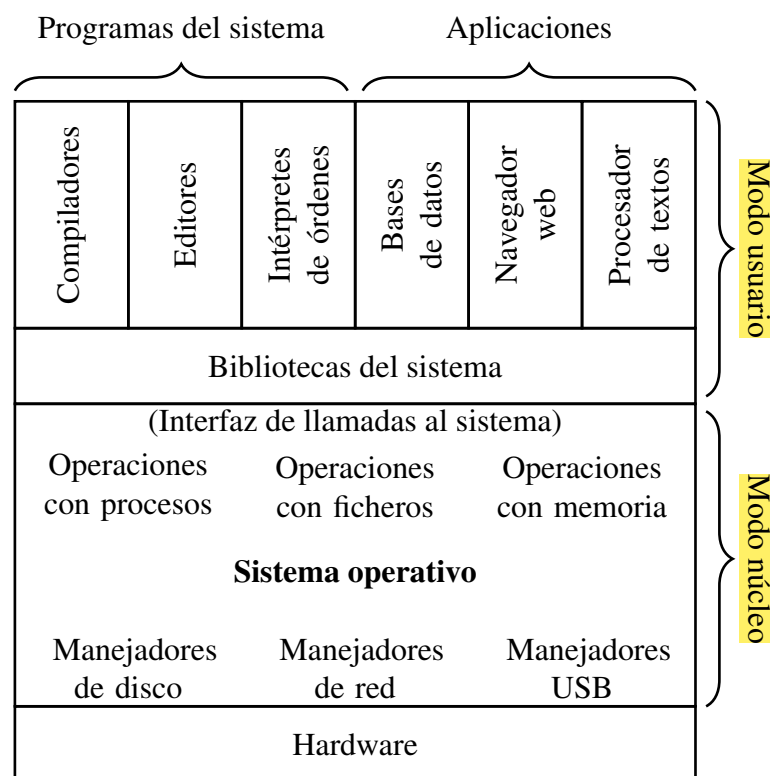 Programas del sistema
Aplicaciones
Compiladores
Editores
Intérpretes
de órdenes
Bases
de datos
Navegador
web
Procesador
de textos
Modo usuario
Bibliotecas del sistema
(Interfaz de llamadas al sistema)
Operaciones
con procesos
Operaciones
con ficheros
Operaciones
con memoria
Modo núcleo
Sistema operativo
Manejadores
de disco
Manejadores
de red
Manejadores
USB
Hardware